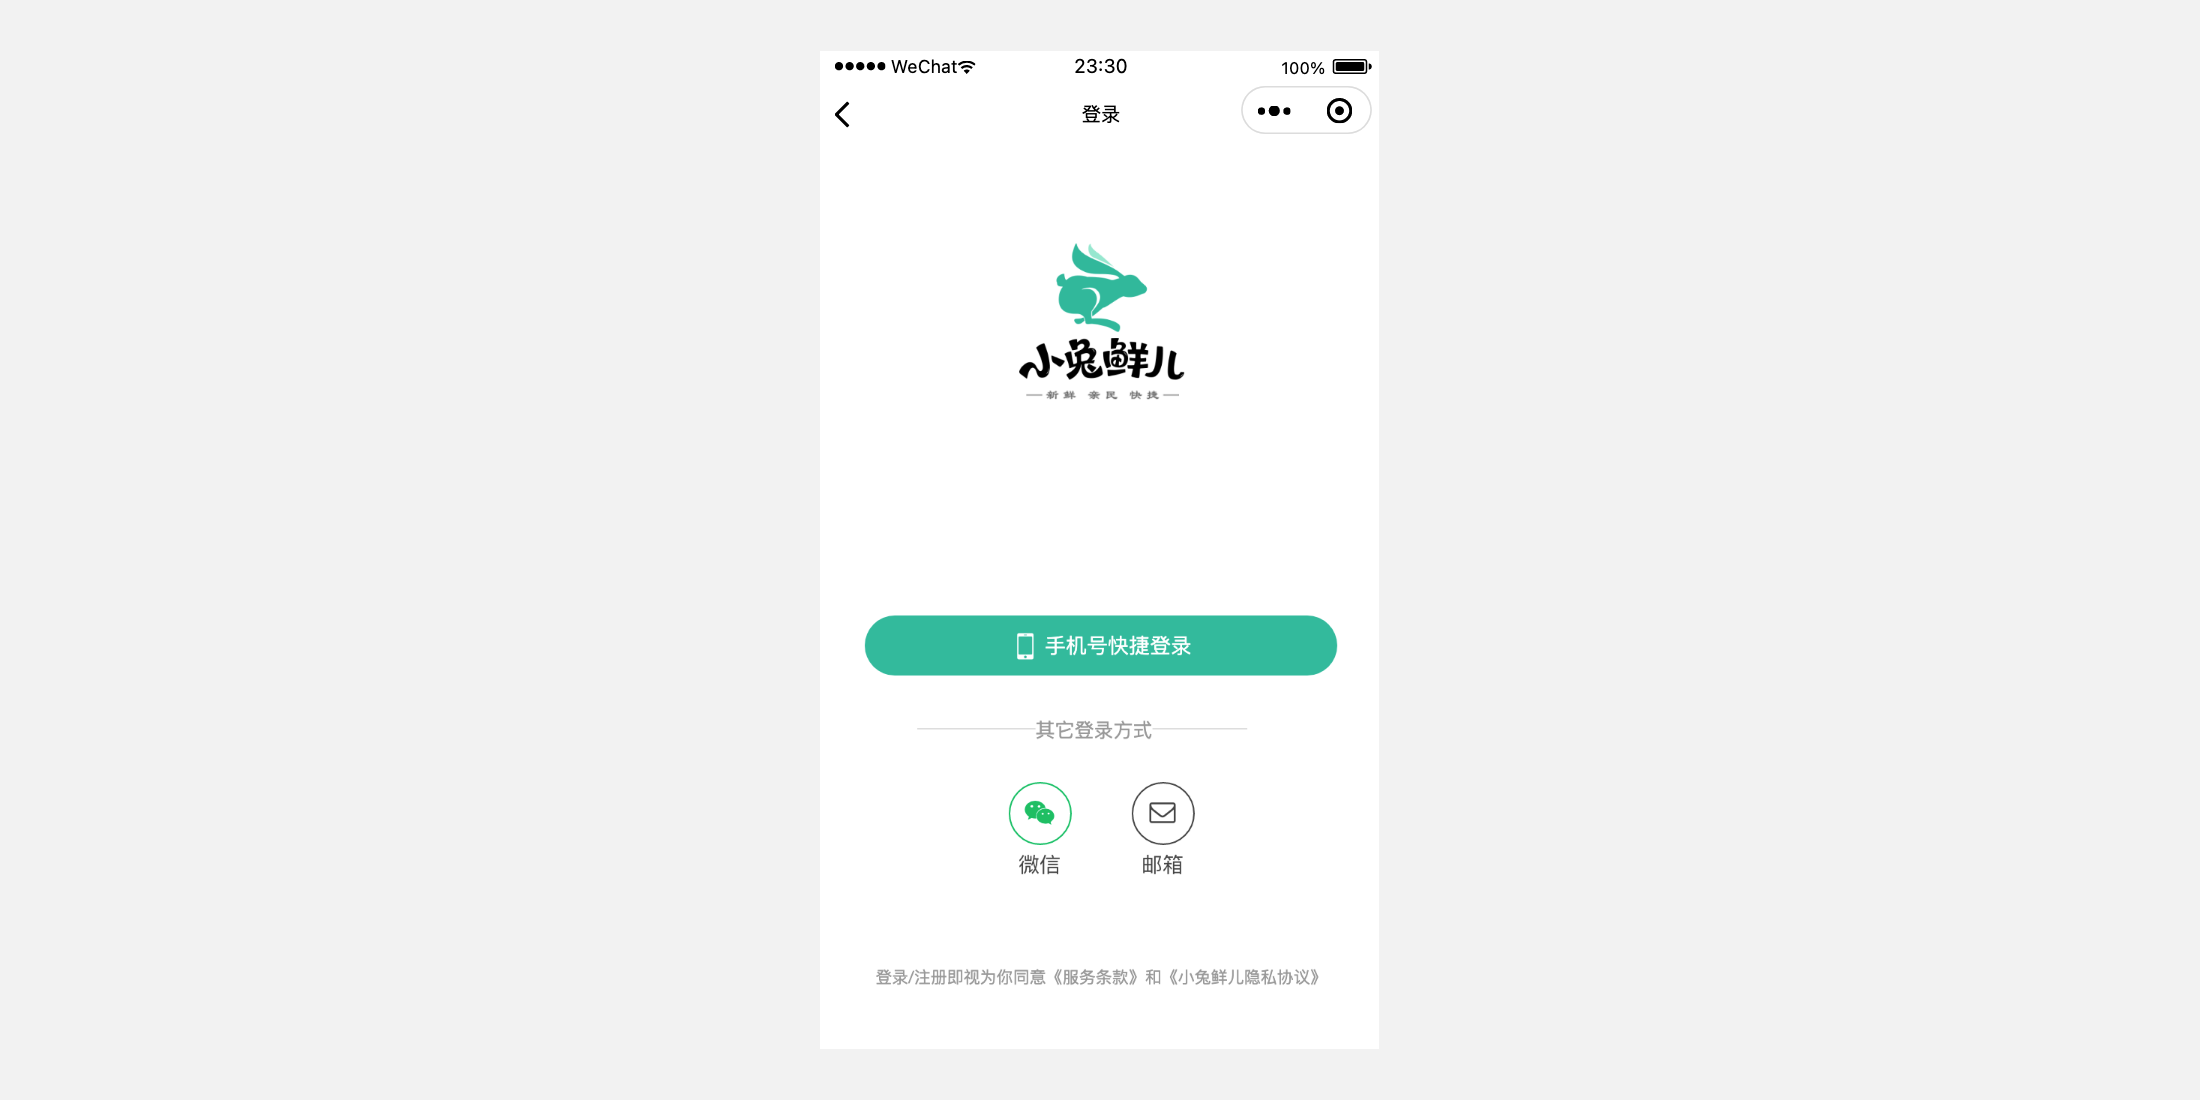 WeChat 23:30 100%
登录
小兔鲜儿
新鲜 亲民 快捷
手机号快捷登录
其它登录方式
微信 邮箱
登录/注册即视为你同意《服务条款》和《小兔鲜儿隐私协议》